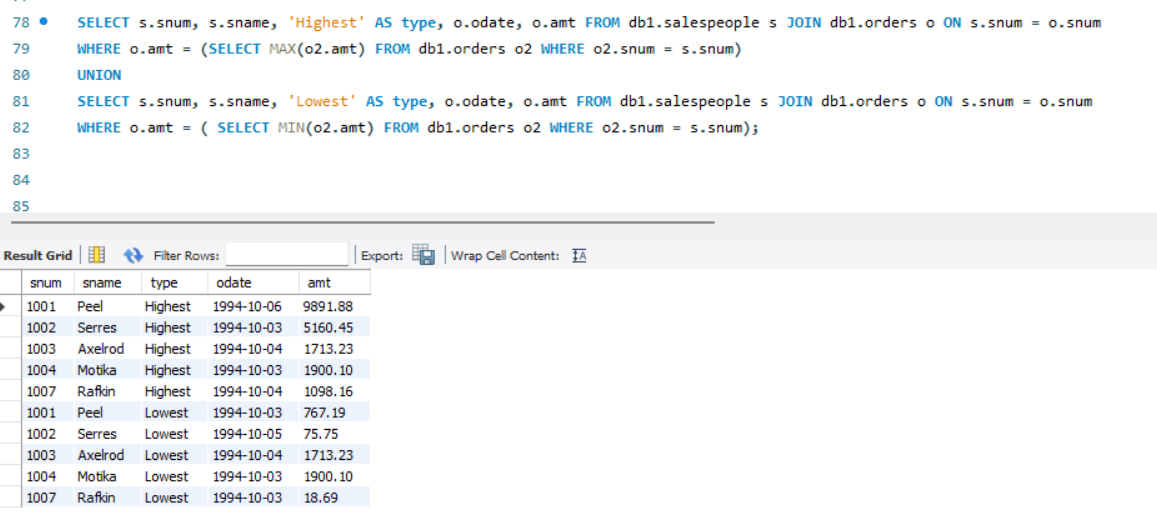 78 SELECT s.snum, s.sname, 'Highest' AS type, o.odate, o.amt FROM db1.salespeople s JOIN db1.orders o ON s.snum = o.snum
79 WHERE o.amt = (SELECT MAX(o2.amt) FROM db1.orders o2 WHERE o2.snum = s.snum)
80 UNION
81 SELECT s.snum, s.sname, 'Lowest' AS type, o.odate, o.amt FROM db1.salespeople s JOIN db1.orders o ON s.snum = o.snum
82 WHERE o.amt = ( SELECT MIN(o2.amt) FROM db1.orders o2 WHERE o2.snum = s.snum);
83
84
85
Result Grid Filter Rows: Export: Wrap Cell Content: IA
snum sname type odate amt
1001 Peel Highest 1994-10-06 9891.88
1002 Serres Highest 1994-10-03 5160.45
1003 Axelrod Highest 1994-10-04 1713.23
1004 Motika Highest 1994-10-03 1900.10
1007 Rafkin Highest 1994-10-04 1098.16
1001 Peel Lowest 1994-10-03 767.19
1002 Serres Lowest 1994-10-05 75.75
1003 Axelrod Lowest 1994-10-04 1713.23
1004 Motika Lowest 1994-10-03 1900.10
1007 Rafkin Lowest 1994-10-03 18.69